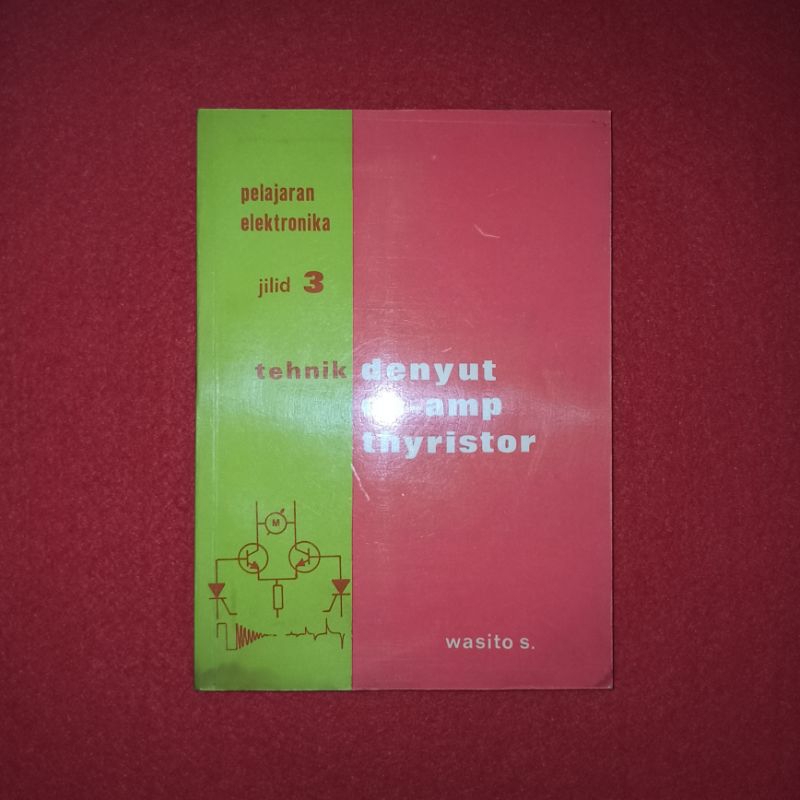 pelajaran
elektronika
jilid 3
tehnik denyut
amp
thyristor
M
wasito s.